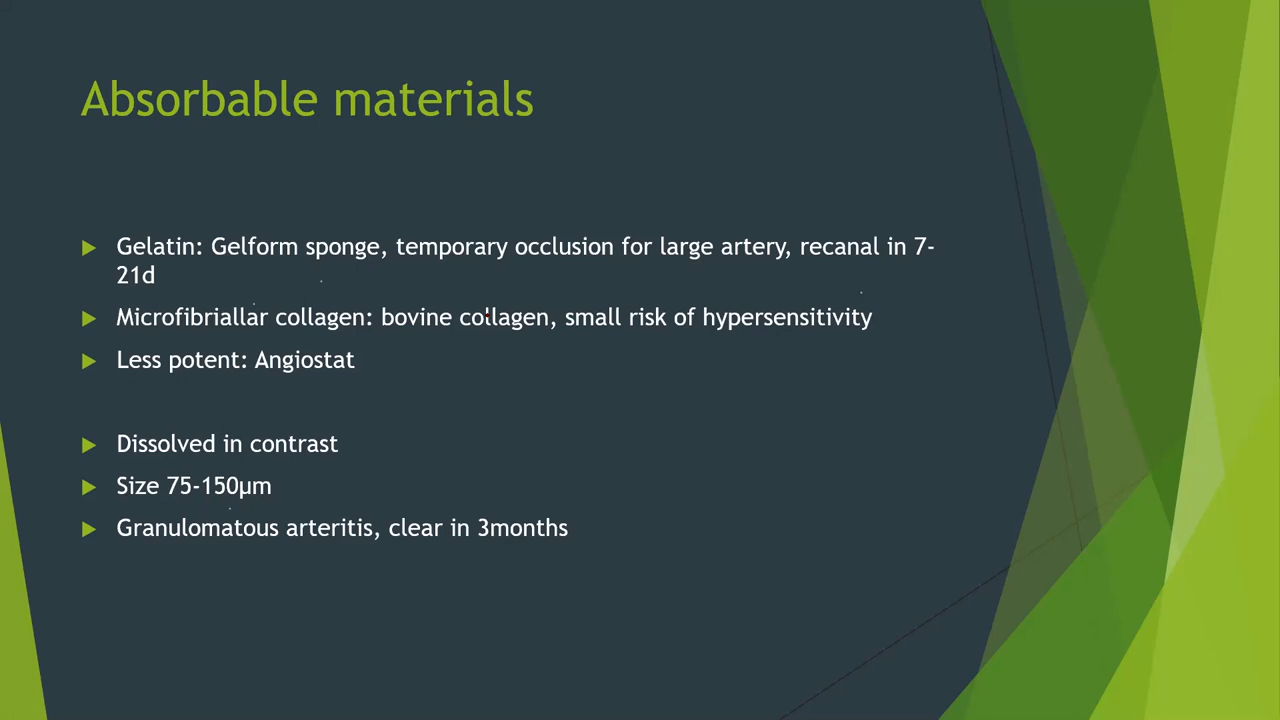 Absorbable materials
Gelatin: Gelform sponge, temporary occlusion for large artery, recanal in 7-
21d
Microfibriallar collagen: bovine collagen, small risk of hypersensitivity
Less potent: Angiostat
Dissolved in contrast
Size 75-150µm
Granulomatous arteritis, clear in 3months